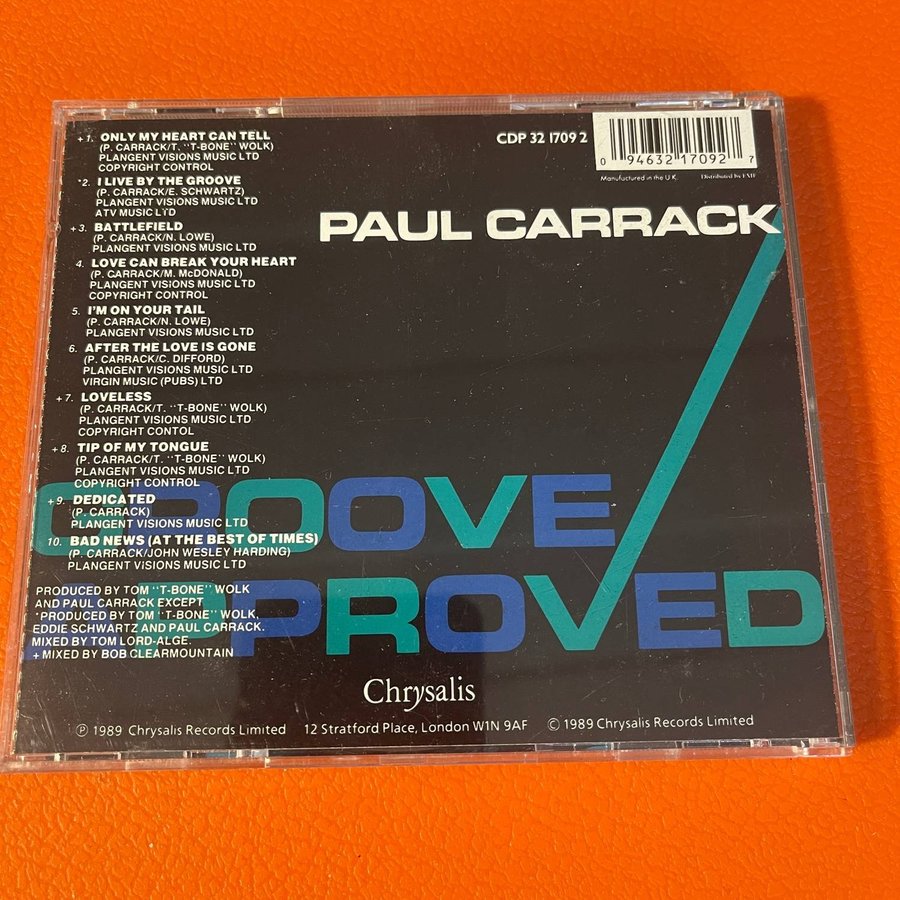 + 1. ONLY MY HEART CAN TELL
(P. CARRACK/T. "T-BONE" WOLK)
PLANGENT VISIONS MUSIC LTD
COPYRIGHT CONTROL
*2. I LIVE BY THE GROOVE
(P. CARRACK/E. SCHWARTZ)
PLANGENT VISIONS MUSIC LTD
ATV MUSIC LTD
+ 3. BATTLEFIELD
(P. CARRACK/N. LOWE)
PLANGENT VISIONS MUSIC LTD
4. LOVE CAN BREAK YOUR HEART
(P. CARRACK/M. McDONALD)
PLANGENT VISIONS MUSIC LTD
COPYRIGHT CONTROL
5. I'M ON YOUR TAIL
(P. CARRACK/N. LOWE)
PLANGENT VISIONS MUSIC LTD
6. AFTER THE LOVE IS GONE
(P. CARRACK/C. DIFFORD)
PLANGENT VISIONS MUSIC LTD
VIRGIN MUSIC (PUBS) LTD
+ 7. LOVELESS
(P. CARRACK/T. "T-BONE" WOLK)
PLANGENT VISIONS MUSIC LTD
COPYRIGHT CONTOL
+ 8. TIP OF MY TONGUE
(P. CARRACK/T. "T-BONE" WOLK)
PLANGENT VISIONS MUSIC LTD
COPYRIGHT CONTROL
+ 9. DEDICATED
(P. CARRACK)
PLANGENT VISIONS MUSIC LTD
10. BAD NEWS (AT THE BEST OF TIMES)
(P. CARRACK/JOHN WESLEY HARDING)
PLANGENT VISIONS MUSIC LTD
PRODUCED BY TOM "T-BONE" WOLK
AND PAUL CARRACK EXCEPT
*PRODUCED BY TOM "T-BONE" WOLK,
EDDIE SCHWARTZ AND PAUL CARRACK.
MIXED BY TOM LORD-ALGE.
+ MIXED BY BOB CLEARMOUNTAIN
CDP 32 1709 2
0 94632 17092 7
Manufactured in the U.K. Distributed by EMI
PAUL CARRACK
GROOVE
APPROVED
Chrysalis
℗ 1989 Chrysalis Records Limited 12 Stratford Place, London W1N 9AF © 1989 Chrysalis Records Limited